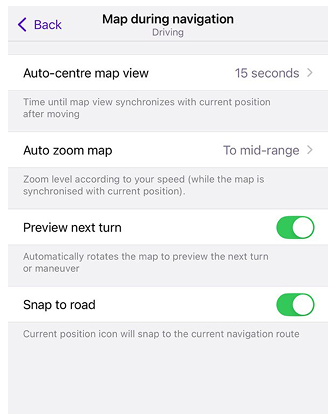 Back
Map during navigation
Driving
Auto-centre map view 15 seconds
Time until map view synchronizes with current position
after moving
Auto zoom map To mid-range
Zoom level according to your speed (while the map is
synchronised with current position).
Preview next turn
Automatically rotates the map to preview the next turn
or maneuver
Snap to road
Current position icon will snap to the current navigation route